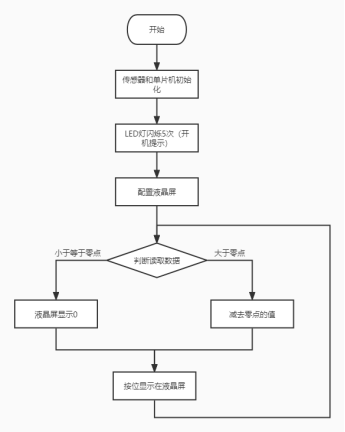 开始
传感器和单片机初始
化
LED灯闪烁5次（开
机提示）
配置液晶屏
小于等于零点
判断读取数据
大于零点
液晶屏显示0
减去零点的值
按位显示在液晶屏